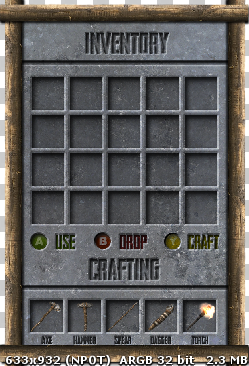 INVENTORY
A USE B DROP Y CRAFT
CRAFTING
AXE HAMMER SPEAR DAGGER TORCH
633x932 (NPOT) ARGB 32 bit 2.3 MB